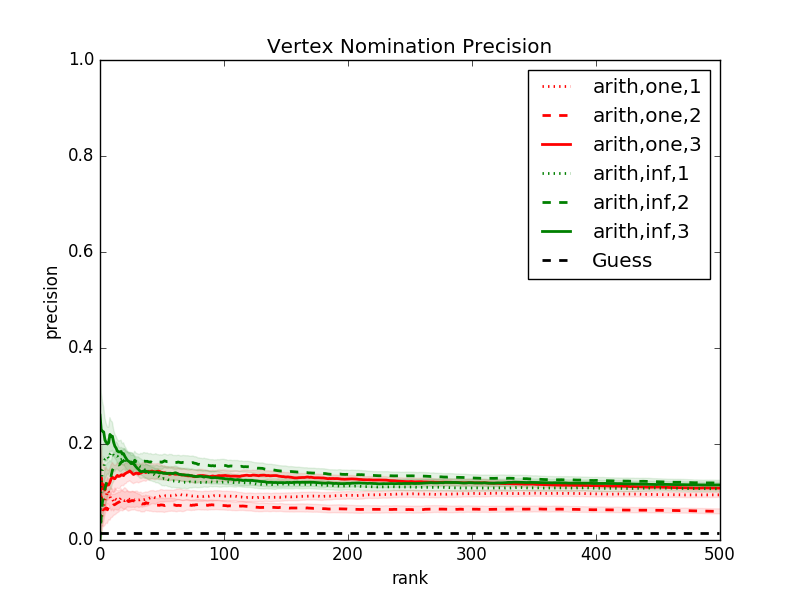 Vertex Nomination Precision
1.0
0.8
0.6
0.4
0.2
0.0
precision
arith,one,1
arith,one,2
arith,one,3
arith,inf,1
arith,inf,2
arith,inf,3
Guess
0 100 200 300 400 500
rank